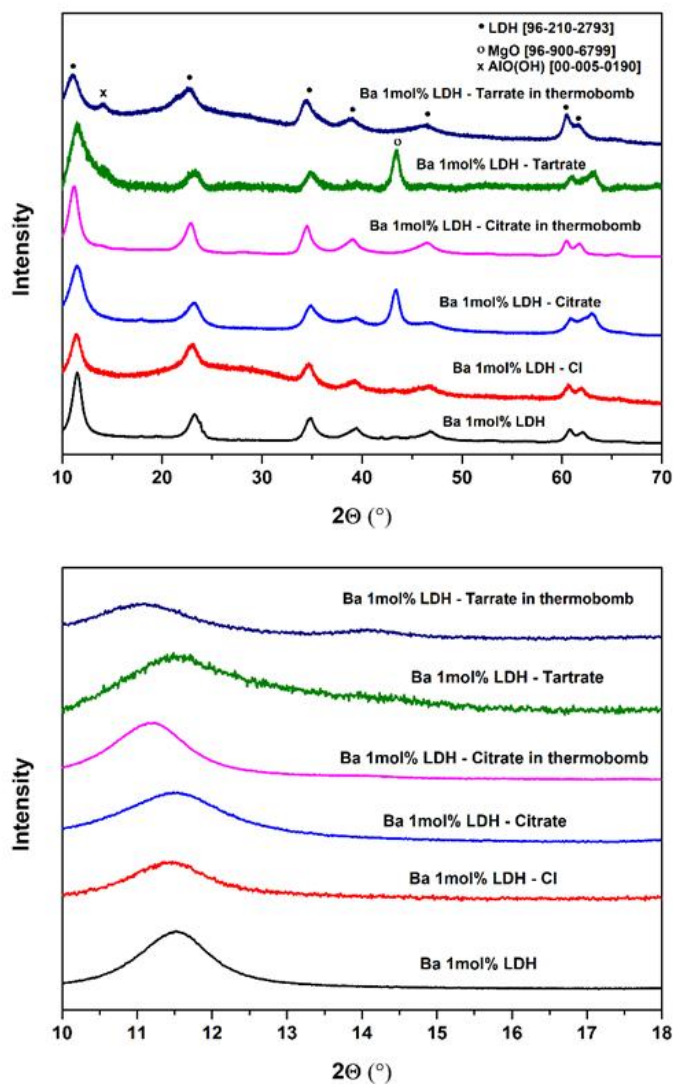 • LDH [96-210-2793]
o MgO [96-900-6799]
x AlO(OH) [00-005-0190]
Ba 1mol% LDH - Tarrate in thermobomb
x
o
Ba 1mol% LDH - Tartrate
Ba 1mol% LDH - Citrate in thermobomb
Ba 1mol% LDH - Citrate
Ba 1mol% LDH - Cl
Ba 1mol% LDH
Intensity
10 20 30 40 50 60 70
2Θ (°)
Ba 1mol% LDH - Tarrate in thermobomb
Ba 1mol% LDH - Tartrate
Ba 1mol% LDH - Citrate in thermobomb
Ba 1mol% LDH - Citrate
Ba 1mol% LDH - Cl
Ba 1mol% LDH
Intensity
10 11 12 13 14 15 16 17 18
2Θ (°)